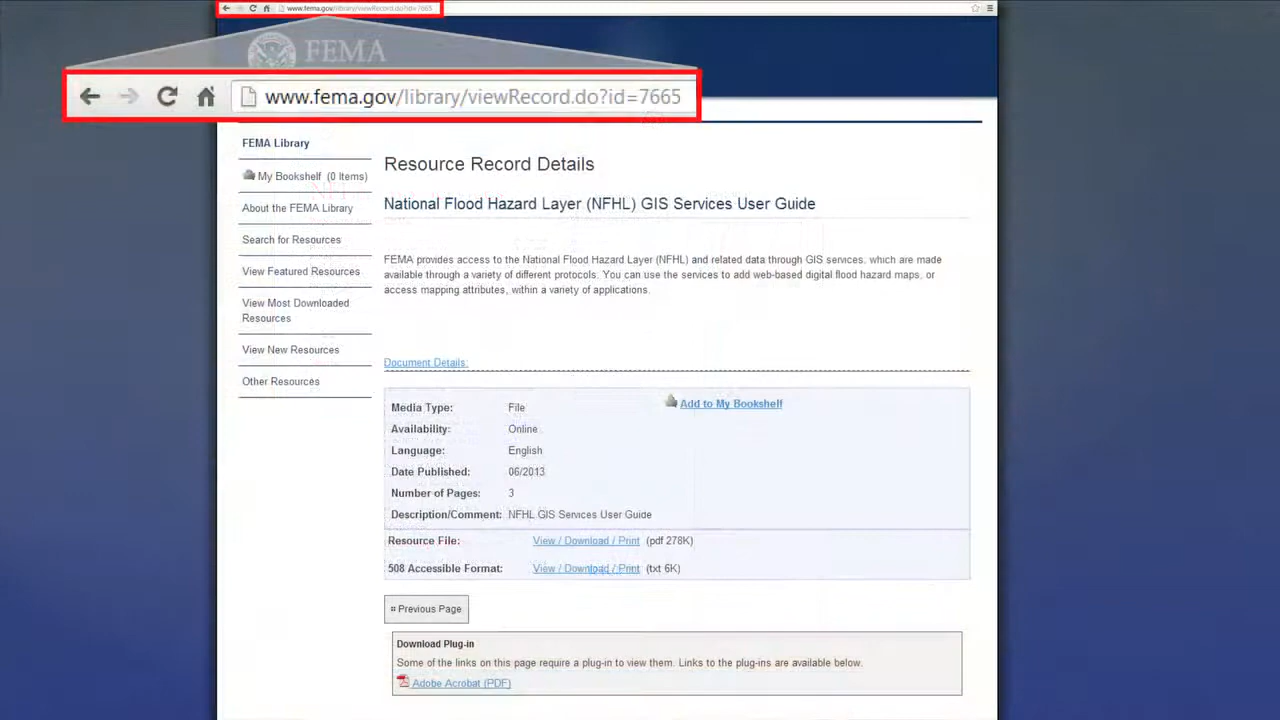 www.fema.gov/library/viewRecord.do?id=7665
FEMA
www.fema.gov/library/viewRecord.do?id=7665
FEMA Library
My Bookshelf (0 Items)
About the FEMA Library
Search for Resources
View Featured Resources
View Most Downloaded
Resources
View New Resources
Other Resources
Resource Record Details
National Flood Hazard Layer (NFHL) GIS Services User Guide
FEMA provides access to the National Flood Hazard Layer (NFHL) and related data through GIS services, which are made
available through a variety of different protocols. You can use the services to add web-based digital flood hazard maps, or
access mapping attributes, within a variety of applications.
Document Details:
Media Type: File
Add to My Bookshelf
Availability: Online
Language: English
Date Published: 06/2013
Number of Pages: 3
Description/Comment: NFHL GIS Services User Guide
Resource File: View / Download / Print (pdf 278K)
508 Accessible Format: View / Download / Print (txt 6K)
Previous Page
Download Plug-in
Some of the links on this page require a plug-in to view them. Links to the plug-ins are available below.
Adobe Acrobat (PDF)